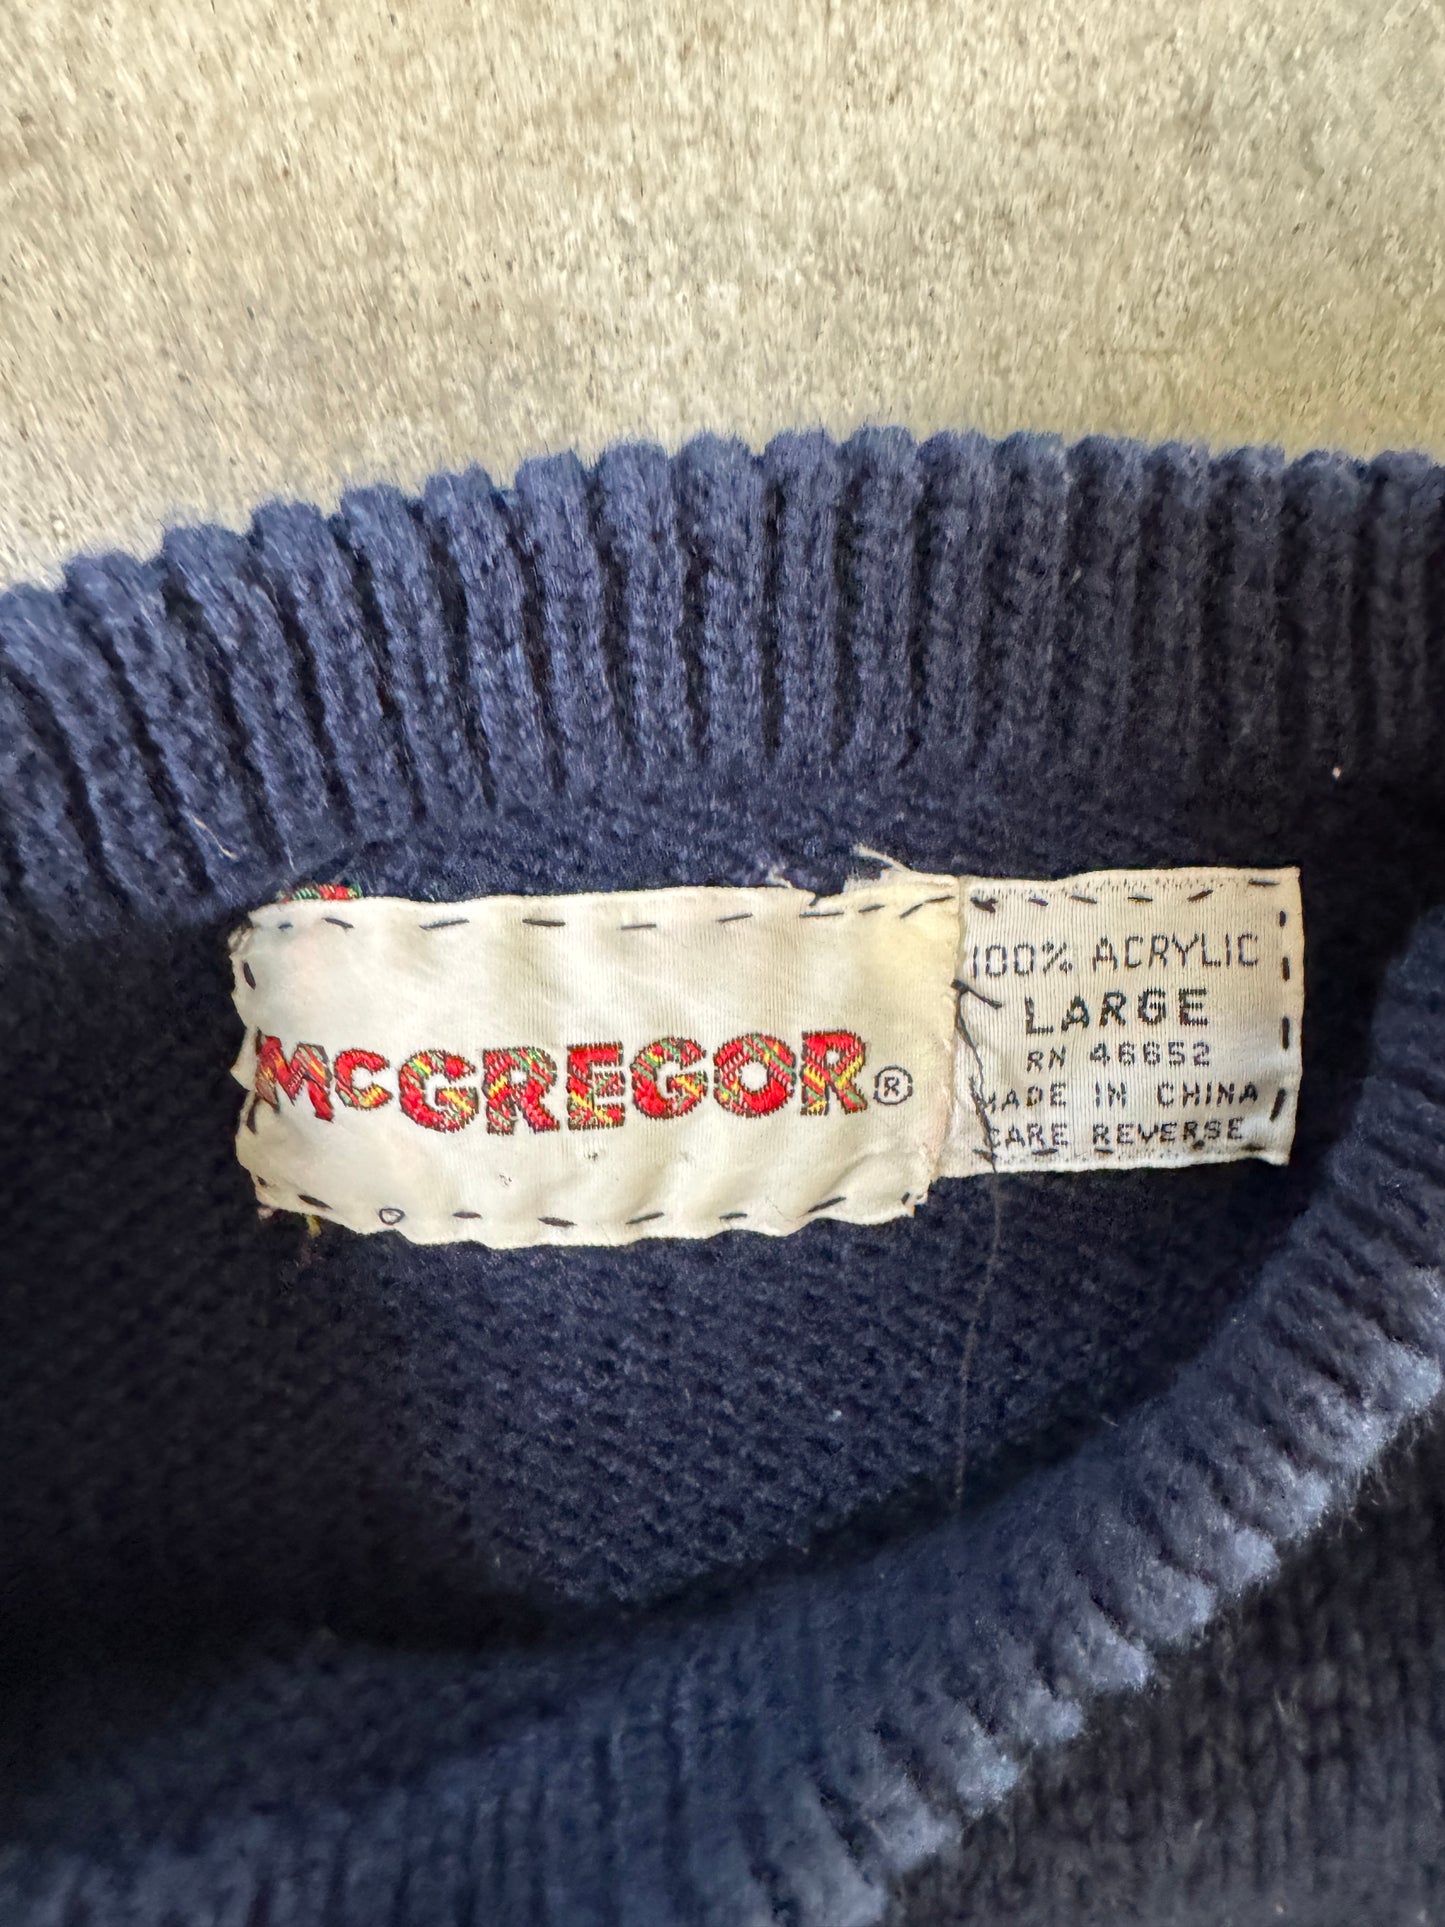 McGREGOR®
100% ACRYLIC
LARGE
RN 46652
MADE IN CHINA
CARE REVERSE